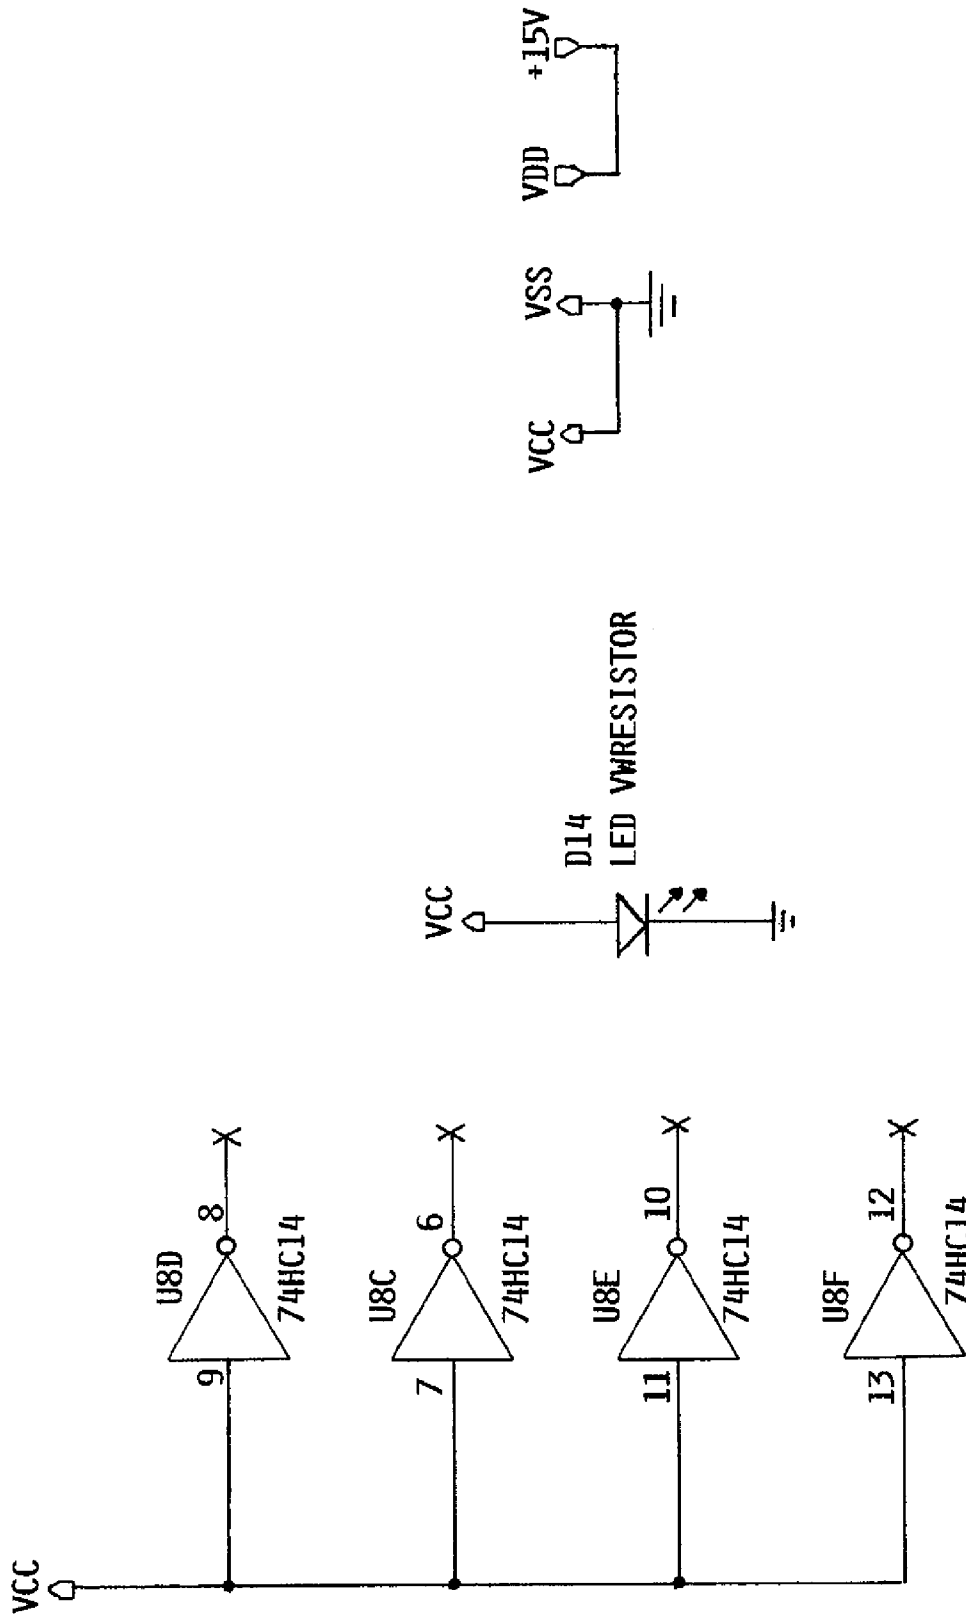 VCC
9
U8D
8
74HC14
7
U8C
6
74HC14
11
U8E
10
74HC14
13
U8F
12
74HC14
VCC
D14
LED VWRESISTOR
VCC
VSS
VDD
+15V